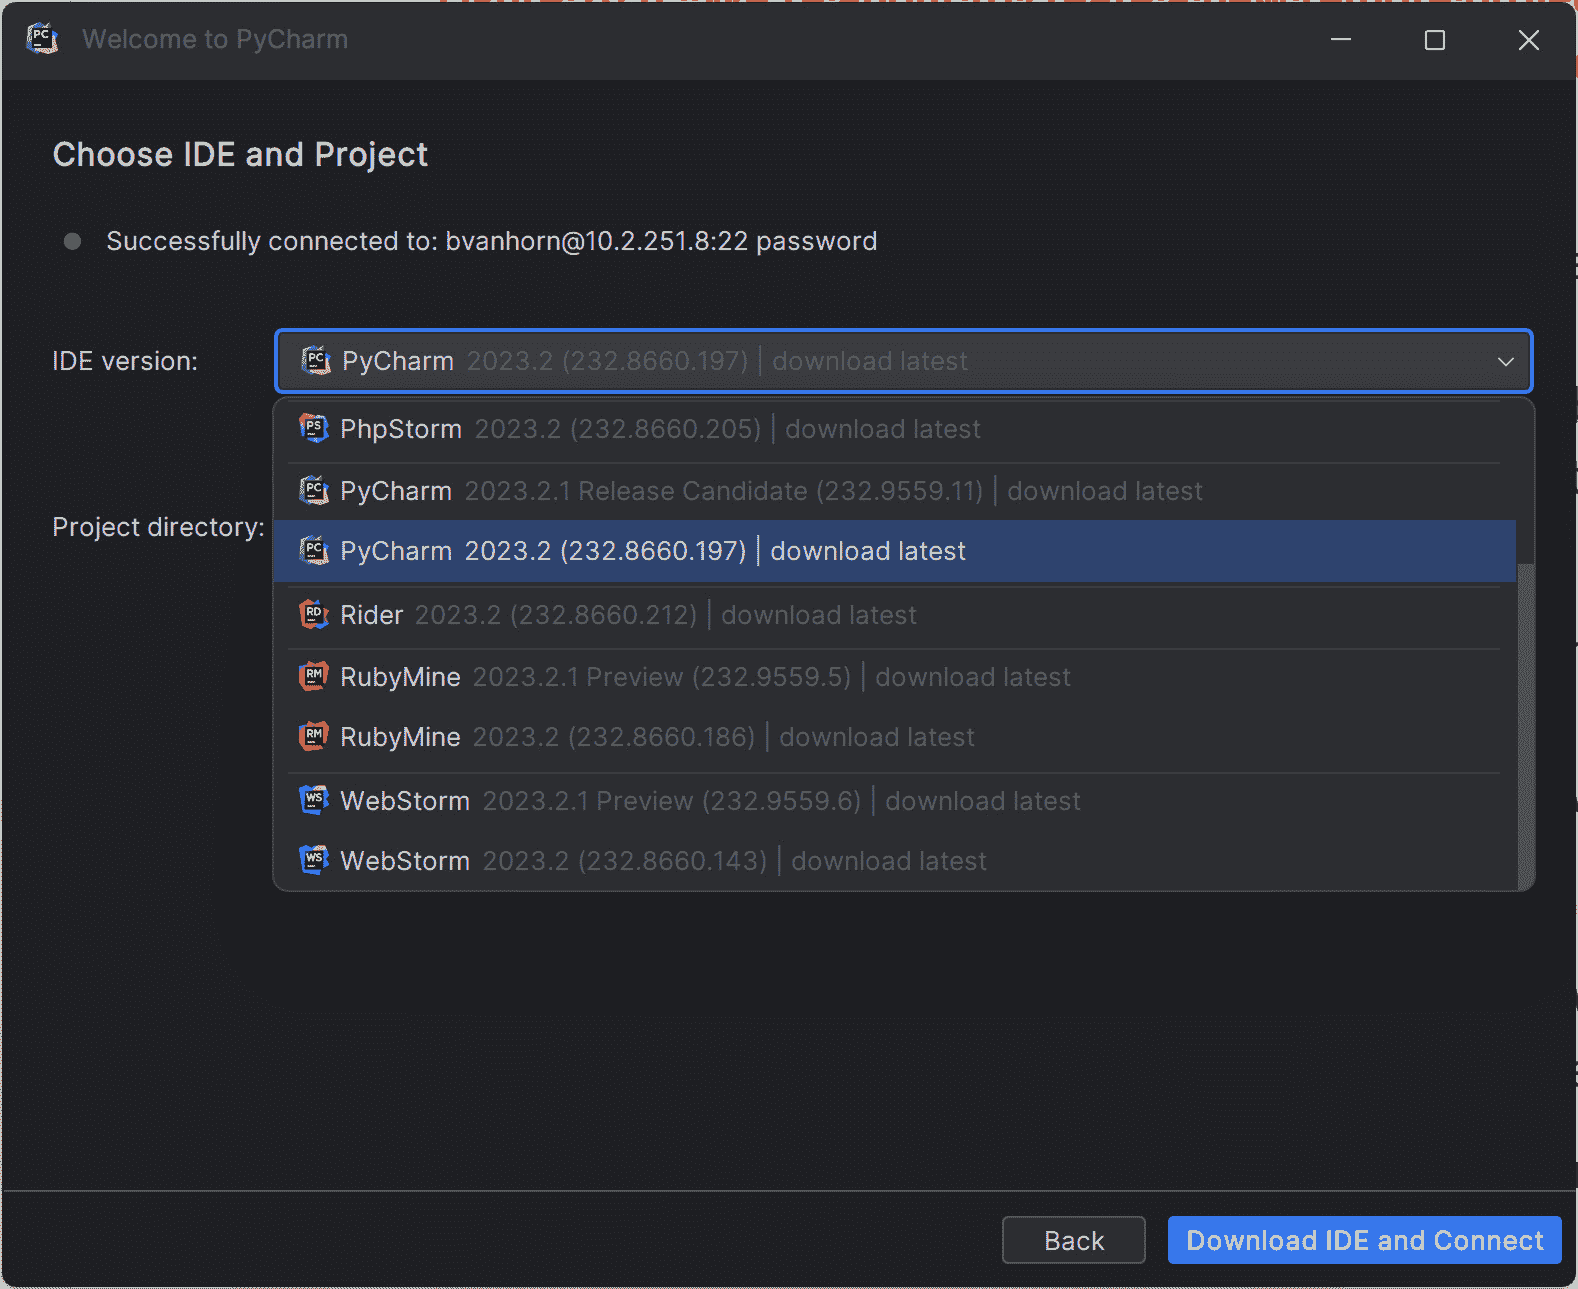 Welcome to PyCharm
Choose IDE and Project
Successfully connected to: bvanhorn@10.2.251.8:22 password
IDE version:
PyCharm 2023.2 (232.8660.197) | download latest
PhpStorm 2023.2 (232.8660.205) | download latest
PyCharm 2023.2.1 Release Candidate (232.9559.11) | download latest
Project directory:
PyCharm 2023.2 (232.8660.197) | download latest
Rider 2023.2 (232.8660.212) | download latest
RubyMine 2023.2.1 Preview (232.9559.5) | download latest
RubyMine 2023.2 (232.8660.186) | download latest
WebStorm 2023.2.1 Preview (232.9559.6) | download latest
WebStorm 2023.2 (232.8660.143) | download latest
Back
Download IDE and Connect